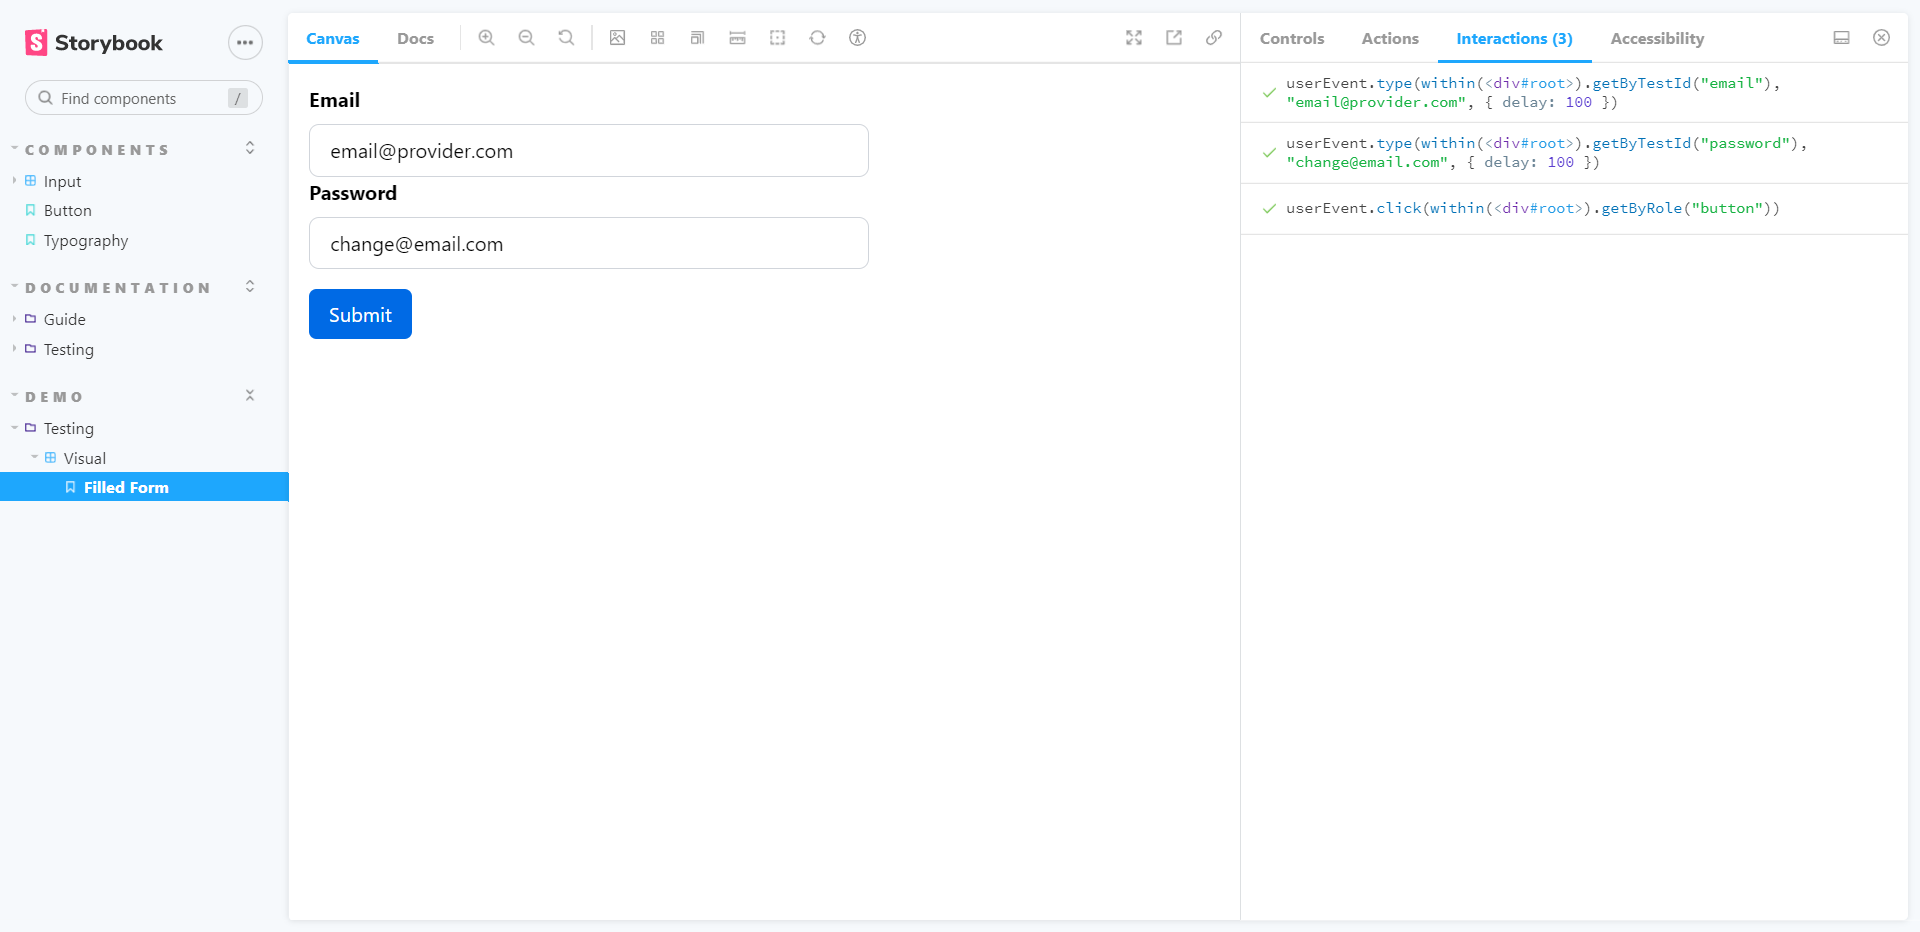 Storybook
Find components
/
COMPONENTS
Input
Button
Typography
DOCUMENTATION
Guide
Testing
DEMO
Testing
Visual
Filled Form
Canvas
Docs
Email
email@provider.com
Password
change@email.com
Submit
Controls
Actions
Interactions (3)
Accessibility
userEvent.type(within(<div#root>).getByTestId("email"),
"email@provider.com", { delay: 100 })
userEvent.type(within(<div#root>).getByTestId("password"),
"change@email.com", { delay: 100 })
userEvent.click(within(<div#root>).getByRole("button"))